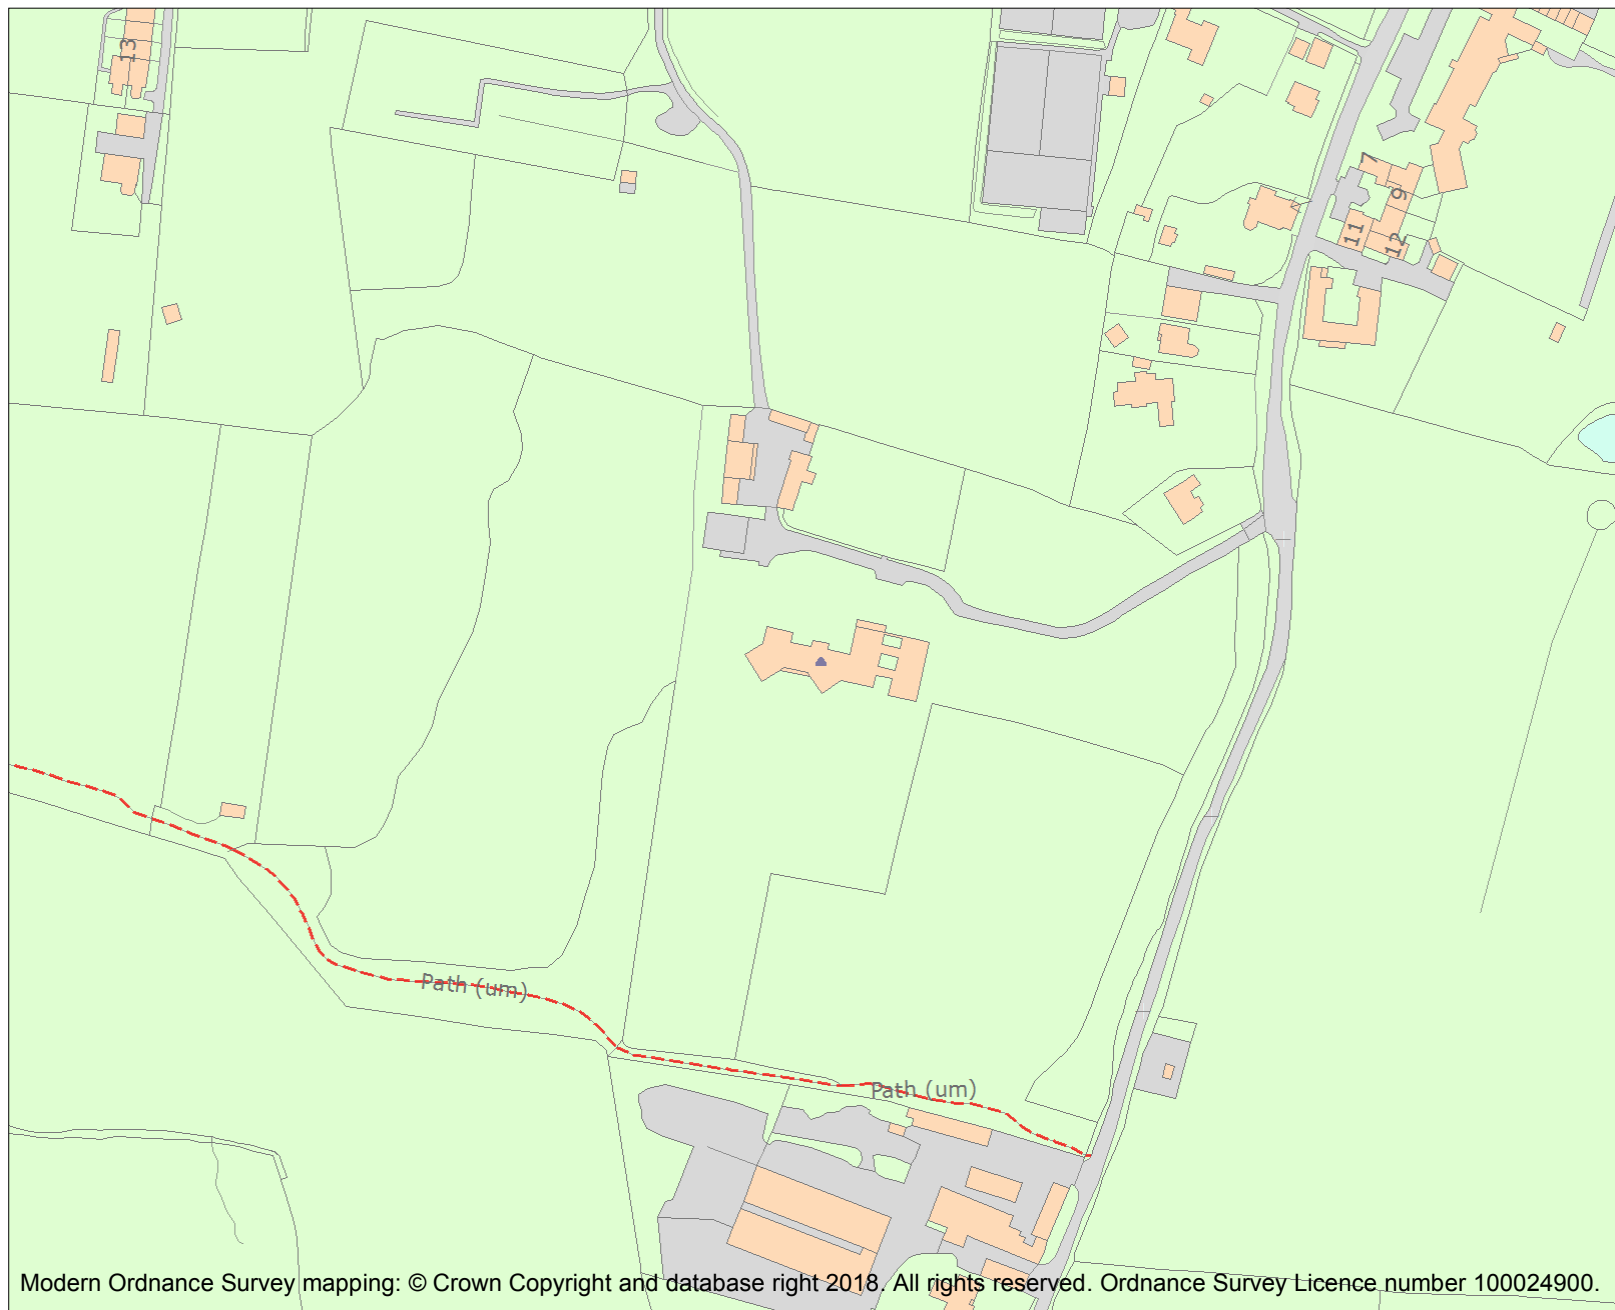 13
7
9
11
12
Path (um)
Path (um)
Modern Ordnance Survey mapping: © Crown Copyright and database right 2018. All rights reserved. Ordnance Survey Licence number 100024900.